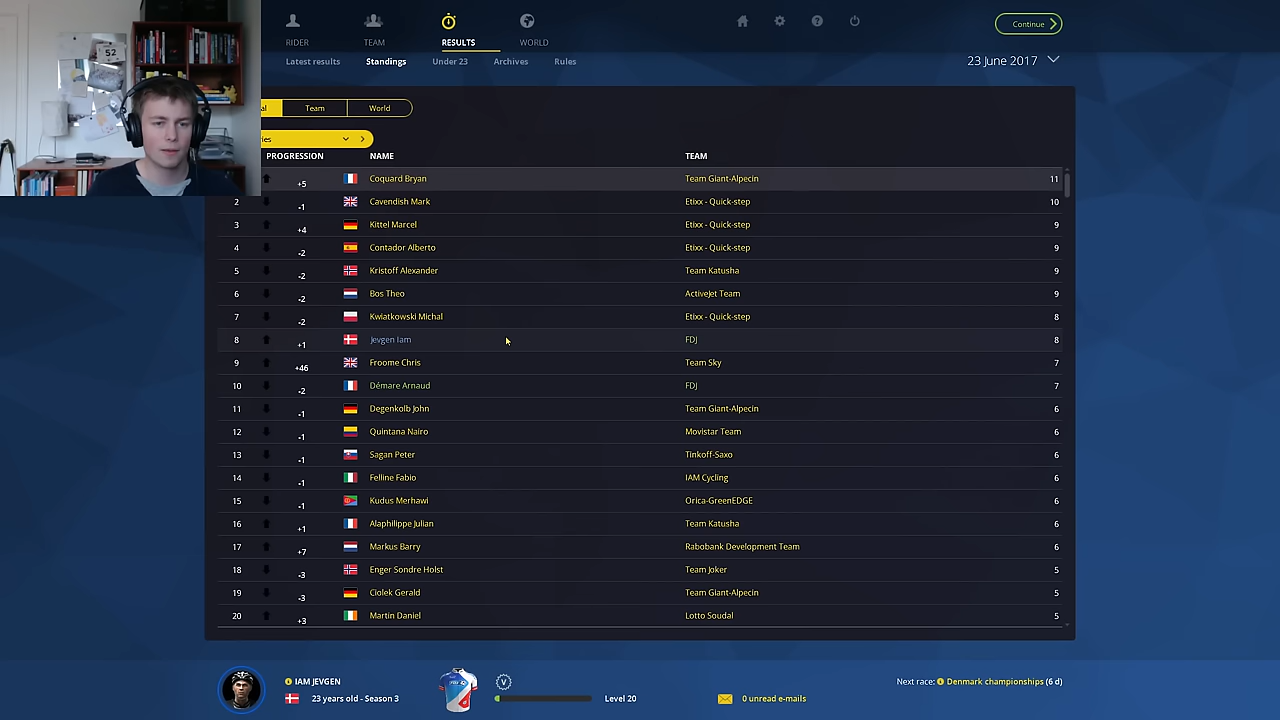 52
RIDER TEAM RESULTS WORLD
Continue
Latest results Standings Under 23 Archives Rules
23 June 2017
Team World
PROGRESSION NAME TEAM
+5 Coquard Bryan Team Giant-Alpecin 11
2 -1 Cavendish Mark Etixx - Quick-step 10
3 +4 Kittel Marcel Etixx - Quick-step 9
4 -2 Contador Alberto Etixx - Quick-step 9
5 -2 Kristoff Alexander Team Katusha 9
6 -2 Bos Theo ActiveJet Team 9
7 -2 Kwiatkowski Michal Etixx - Quick-step 8
8 +1 Jevgen Iam FDJ 8
9 +46 Froome Chris Team Sky 7
10 -2 Démare Arnaud FDJ 7
11 -1 Degenkolb John Team Giant-Alpecin 6
12 -1 Quintana Nairo Movistar Team 6
13 -1 Sagan Peter Tinkoff-Saxo 6
14 -1 Felline Fabio IAM Cycling 6
15 -1 Kudus Merhawi Orica-GreenEDGE 6
16 +1 Alaphilippe Julian Team Katusha 6
17 +7 Markus Barry Rabobank Development Team 6
18 -3 Enger Sondre Holst Team Joker 5
19 -3 Ciolek Gerald Team Giant-Alpecin 5
20 +3 Martin Daniel Lotto Soudal 5
IAM JEVGEN
23 years old - Season 3
Level 20
0 unread e-mails
Next race: Denmark championships (6 d)